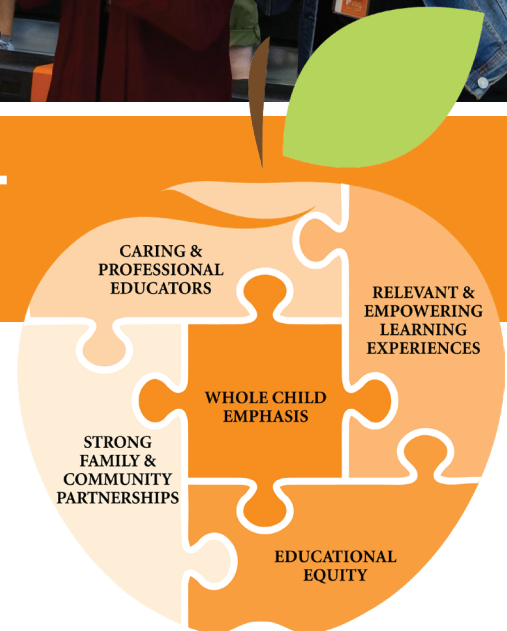 CARING &
PROFESSIONAL
EDUCATORS
RELEVANT &
EMPOWERING
LEARNING
EXPERIENCES
WHOLE CHILD
EMPHASIS
STRONG
FAMILY &
COMMUNITY
PARTNERSHIPS
EDUCATIONAL
EQUITY